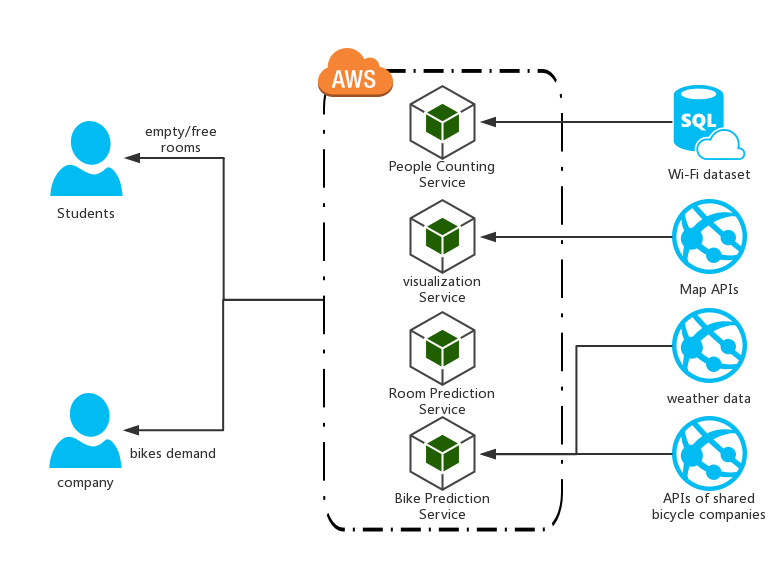 AWS
empty/free
rooms
Students
bikes demand
company
People Counting
Service
visualization
Service
Room Prediction
Service
Bike Prediction
Service
SQL
Wi-Fi dataset
Map APIs
weather data
APIs of shared
bicycle companies